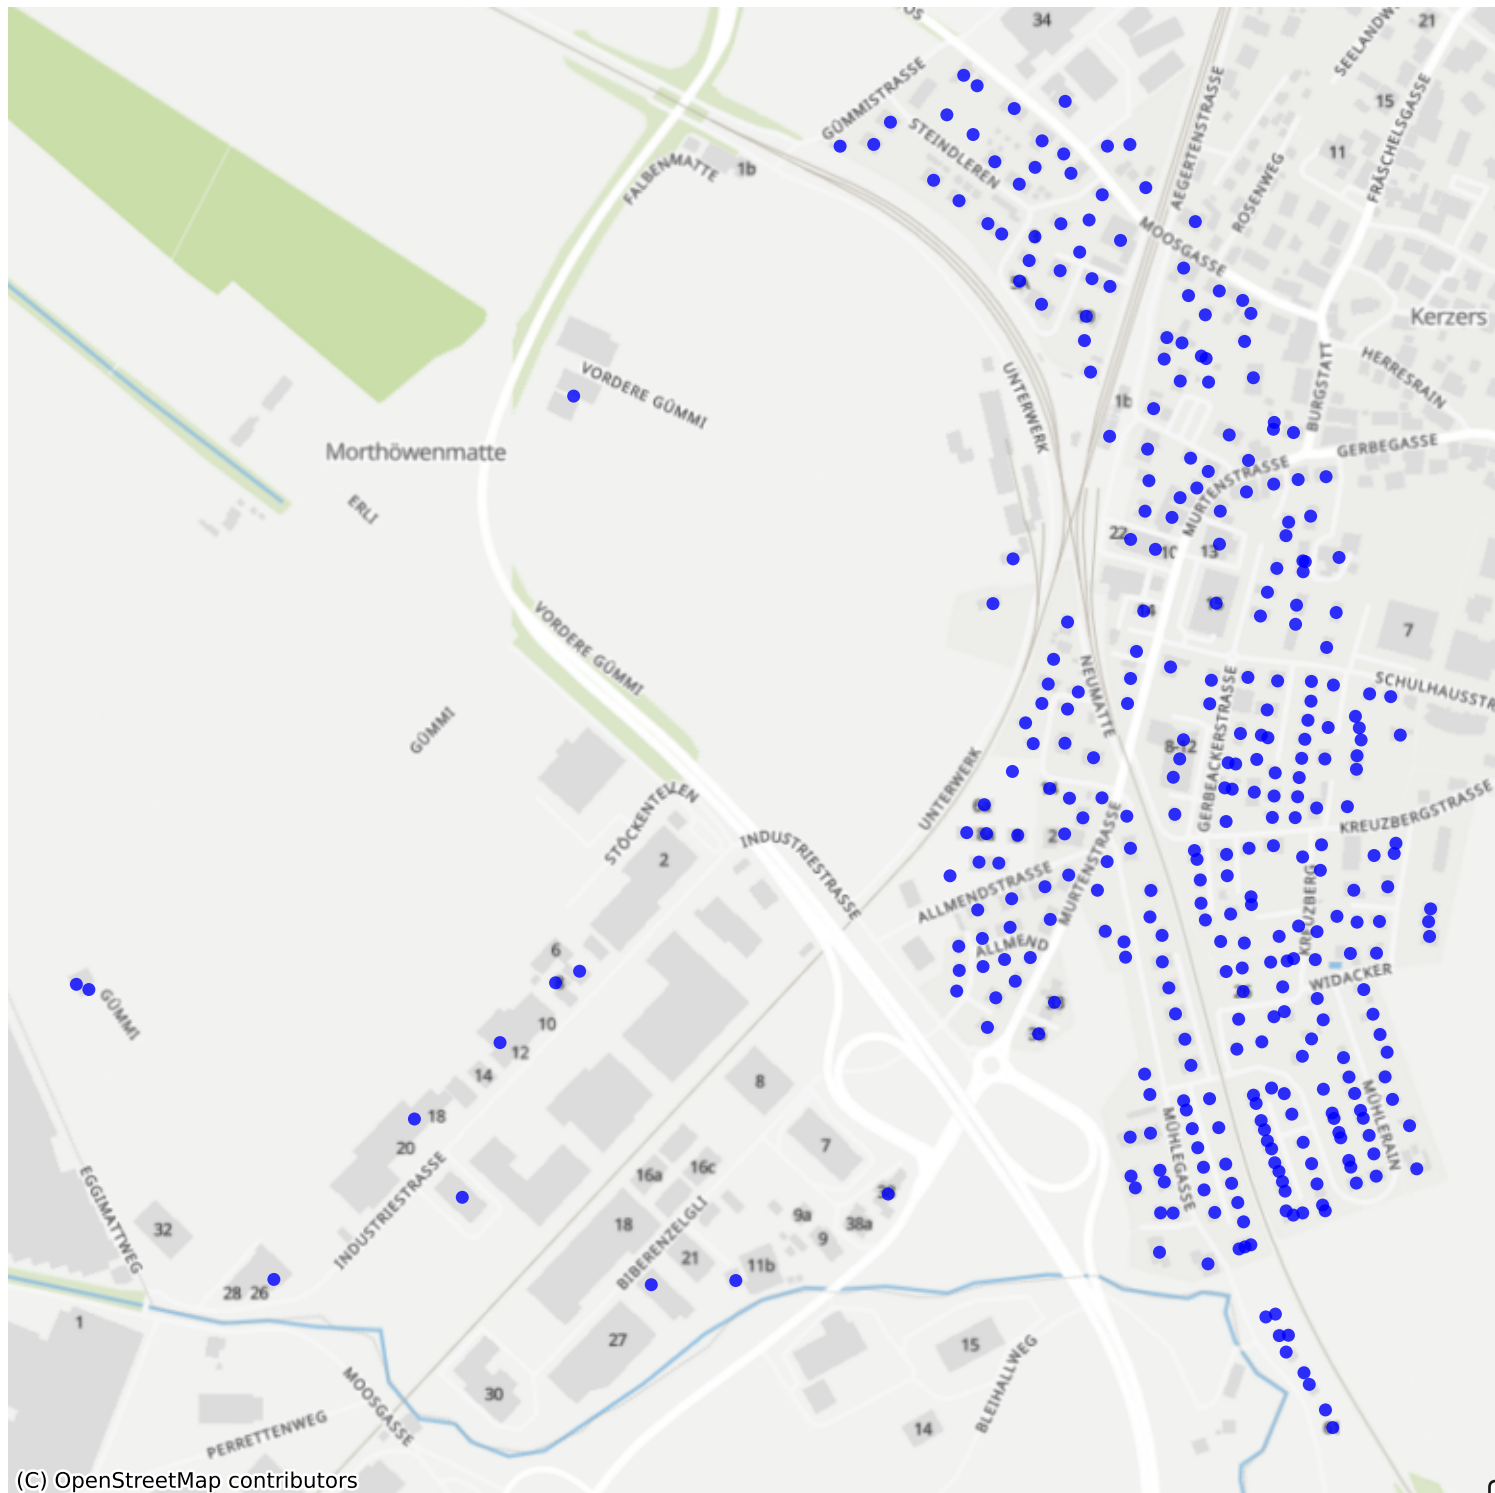 34
21
SEELANDW
GÜMMISTRASSE
STEINDLEREN
AEGERTENSTRASSE
15
FRÄSCHELSGASSE
11
ROSENWEG
FALBENMATTE
1b
MOOSGASSE
Kerzers
HERRESRAIN
BURGSTATT
VORDERE GÜMMI
UNTERWERK
1b
GERBEGASSE
Morthöwenmatte
ERLI
MURTENSTRASSE
22
10
13
14
VORDERE GÜMMI
7
NEUMATTE
SCHULHAUSSTR
GÜMMI
8-12
GERBEACKERSTRASSE
UNTERWERK
STÖCKENTEILEN
INDUSTRIESTRASSE
KREUZBERGSTRASSE
2
2
MURTENSTRASSE
ALLMENDSTRASSE
KREUZBERG
ALLMEND
6
WIDACKER
GÜMMI
10
12
14
8
18
20
7
MÜHLEGASSE
MÜHLERAIN
16c
16a
INDUSTRIESTRASSE
EGGIMATTWEG
32
18
BIBERENZELGLI
9a
9
38a
21
11b
28
26
1
27
15
BLEIHALLWEG
30
MOOSGASSE
PERRETTENWEG
14
(C) OpenStreetMap contributors